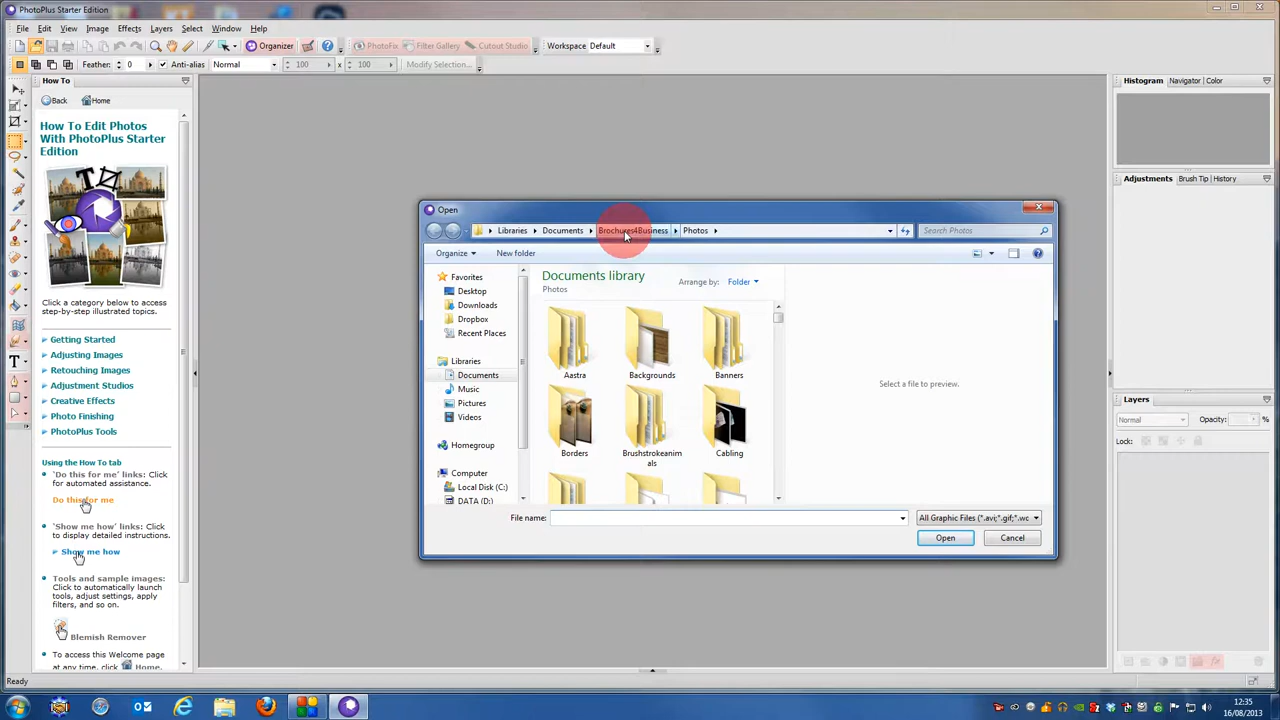 PhotoPlus Starter Edition
File Edit View Image Effects Layers Select Window Help
Organizer PhotoFix Filter Gallery Cutout Studio Workspace Default
Feather: 0 Anti-alias Normal 100 x 100 Modify Selection...
How To
Back Home
How To Edit Photos
With PhotoPlus Starter
Edition
Click a category below to access
step-by-step illustrated topics.
Getting Started
Adjusting Images
Retouching Images
Adjustment Studios
Creative Effects
Photo Finishing
PhotoPlus Tools
Using the How To tab
'Do this for me' links: Click
for automated assistance.
Do this for me
'Show me how' links: Click
to display detailed instructions.
Show me how
Tools and sample images:
Click to automatically launch
tools, adjust settings, apply
filters, and so on.
Blemish Remover
To access this Welcome page
at any time, click Home.
Ready
Open
Libraries Documents Brochures4Business Photos
Search Photos
Organize New folder
Favorites
Desktop
Downloads
Dropbox
Recent Places
Libraries
Documents
Music
Pictures
Videos
Homegroup
Computer
Local Disk (C:)
DATA (D:)
Documents library
Photos
Arrange by: Folder
Aastra Backgrounds Banners
Borders Brushstrokeanim
als Cabling
Select a file to preview.
File name: All Graphic Files (*.avi;*.gif;*.wc
Open Cancel
Histogram Navigator Color
Adjustments Brush Tip History
Layers
Normal Opacity: %
Lock:
12:35
16/08/2013